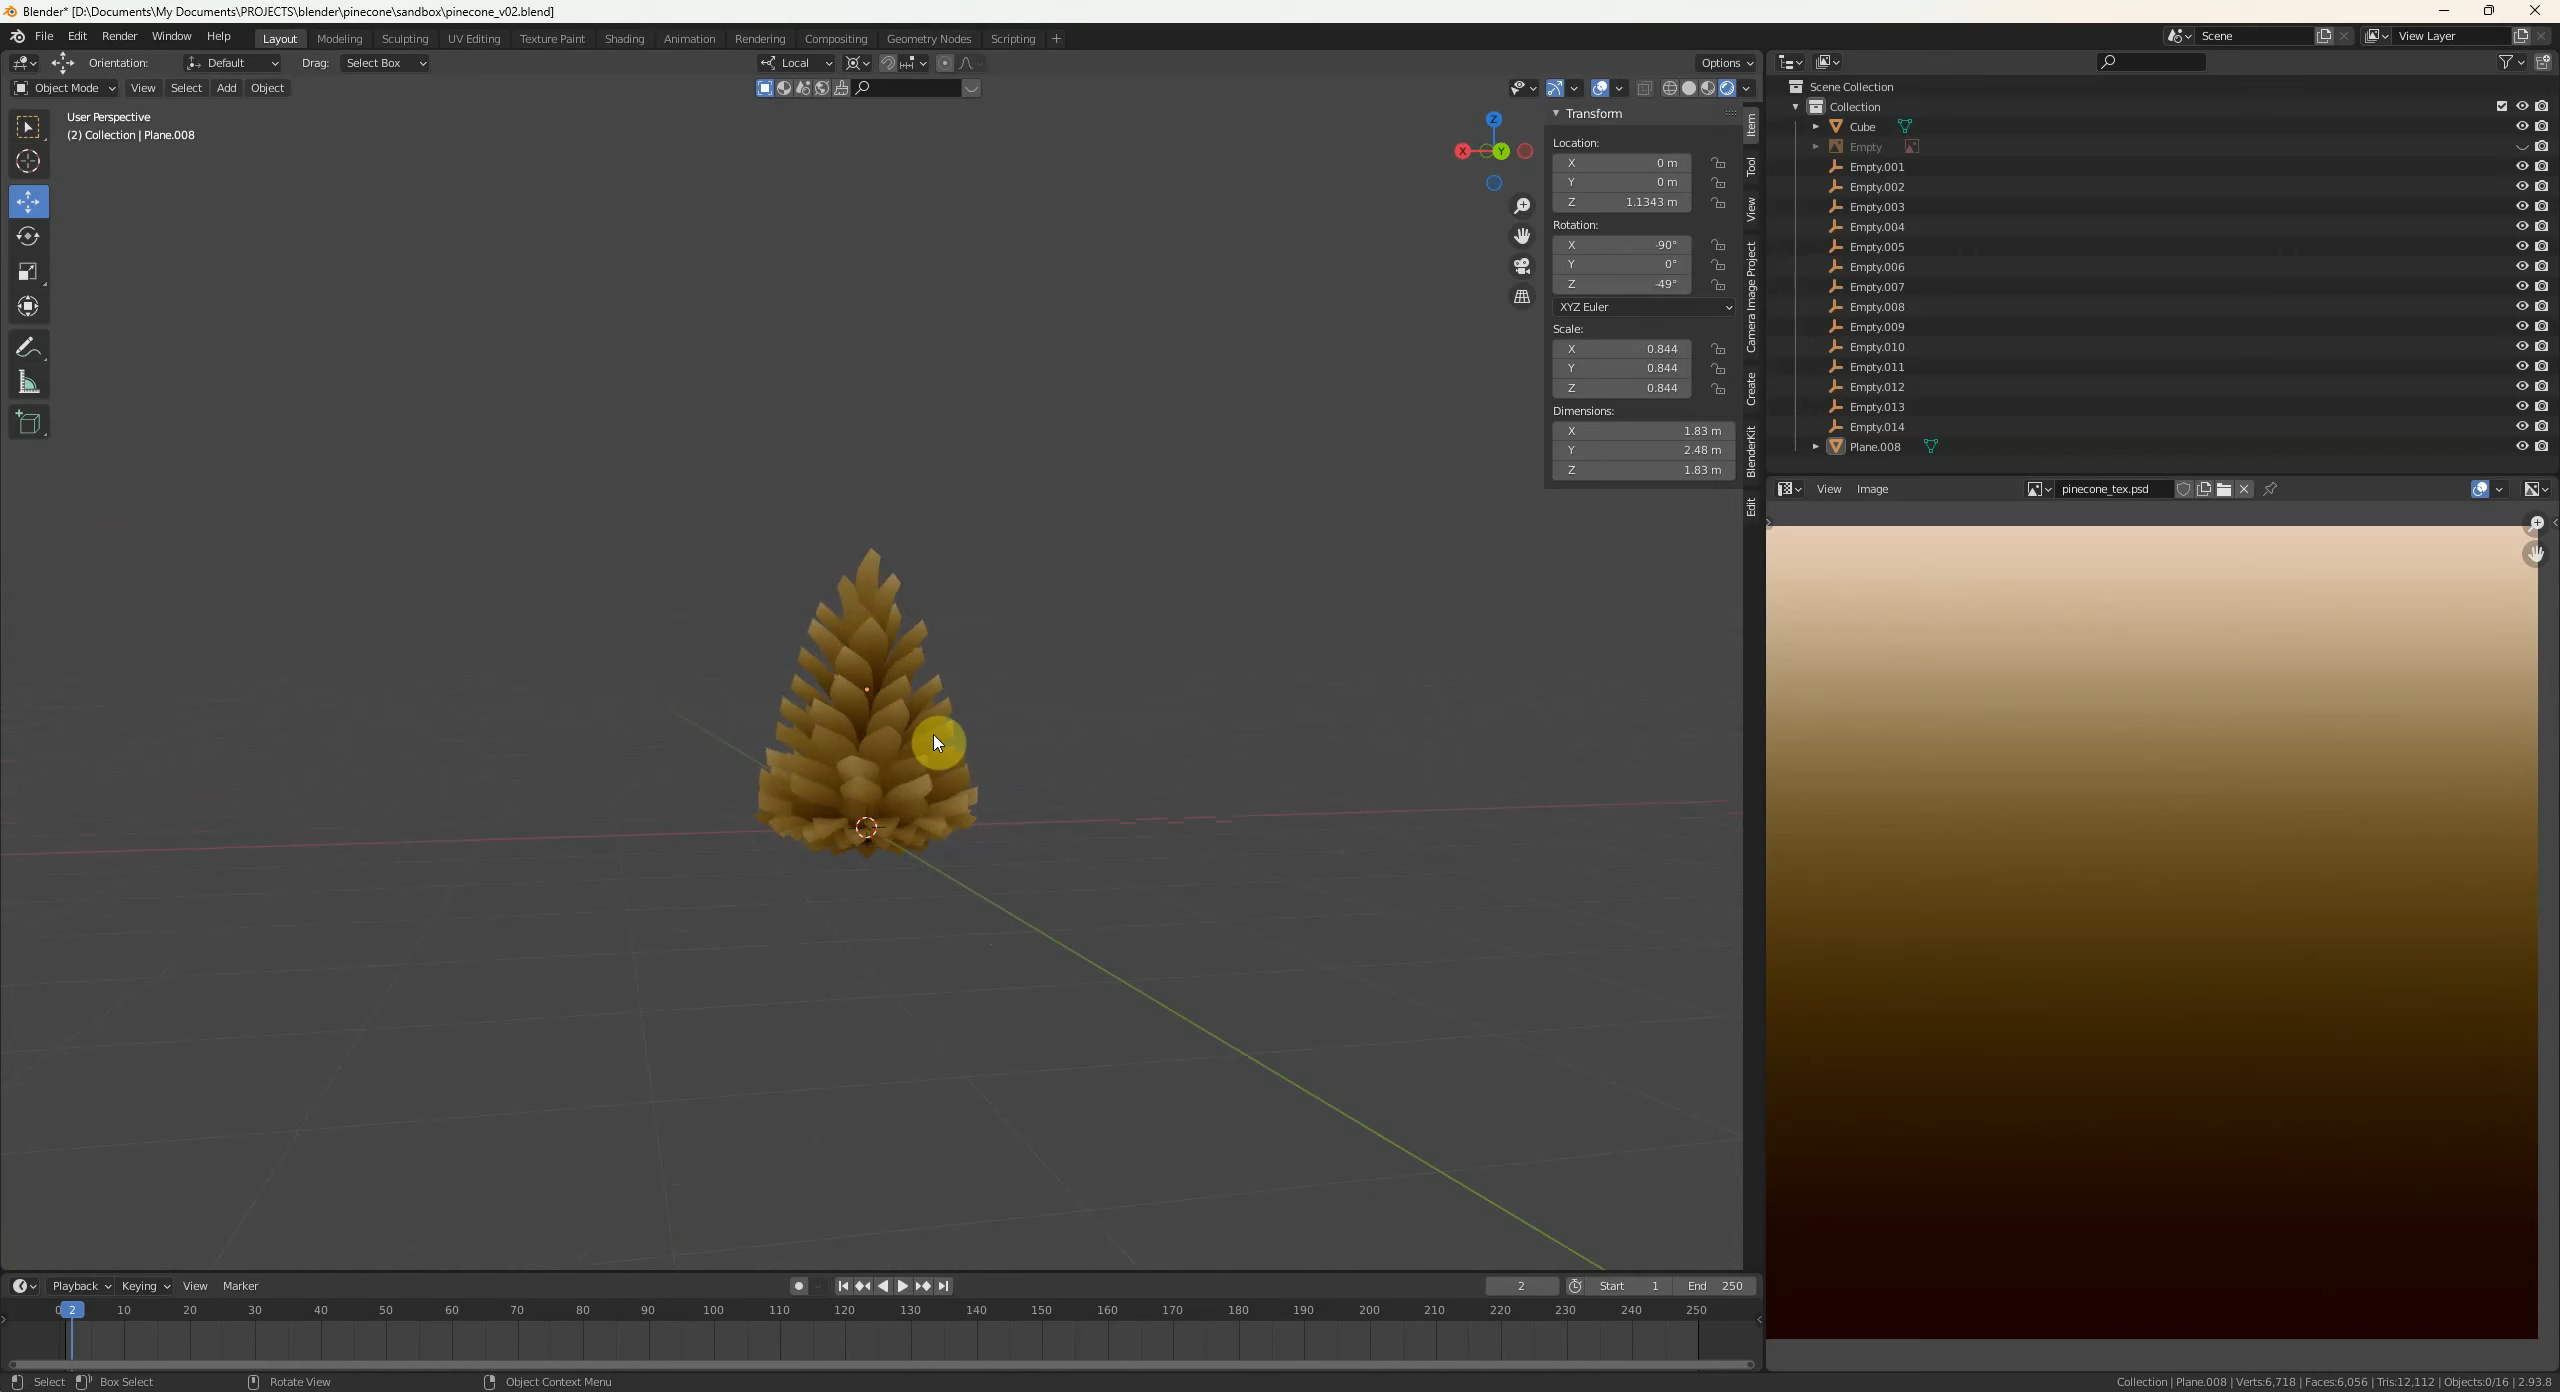 Blender* [D:\Documents\My Documents\PROJECTS\blender\pinecone\sandbox\pinecone_v02.blend]
File Edit Render Window Help Layout Modeling Sculpting UV Editing Texture Paint Shading Animation Rendering Compositing Geometry Nodes Scripting + Scene View Layer
Orientation: Default Drag: Select Box Local Options
Object Mode View Select Add Object
User Perspective
(2) Collection | Plane.008
Z
X
Y
Transform
Location:
X 0 m
Y 0 m
Z 1.1343 m
Rotation:
X -90°
Y 0°
Z -49°
XYZ Euler
Scale:
X 0.844
Y 0.844
Z 0.844
Dimensions:
X 1.83 m
Y 2.48 m
Z 1.83 m
Item
Tool
View
Camera Image Project
Create
BlenderKit
Edit
Scene Collection
Collection
Cube
Empty
Empty.001
Empty.002
Empty.003
Empty.004
Empty.005
Empty.006
Empty.007
Empty.008
Empty.009
Empty.010
Empty.011
Empty.012
Empty.013
Empty.014
Plane.008
View Image pinecone_tex.psd
Playback Keying View Marker 2 Start 1 End 250
0 2 10 20 30 40 50 60 70 80 90 100 110 120 130 140 150 160 170 180 190 200 210 220 230 240 250
Select Box Select Rotate View Object Context Menu
Collection | Plane.008 | Verts:6,718 | Faces:6,056 | Tris:12,112 | Objects:0/16 | 2.93.8